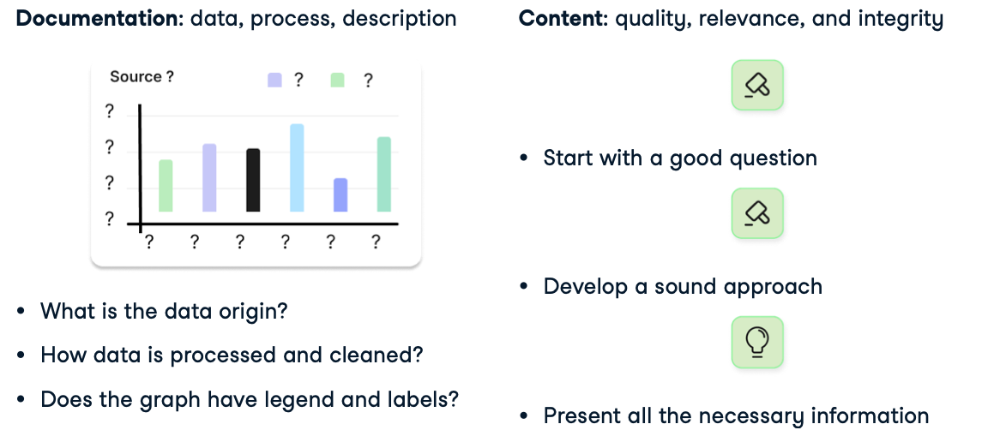 Documentation: data, process, description
Source ?
? ?
?
?
?
?
? ? ? ? ? ?
• What is the data origin?
• How data is processed and cleaned?
• Does the graph have legend and labels?
Content: quality, relevance, and integrity
• Start with a good question
• Develop a sound approach
• Present all the necessary information